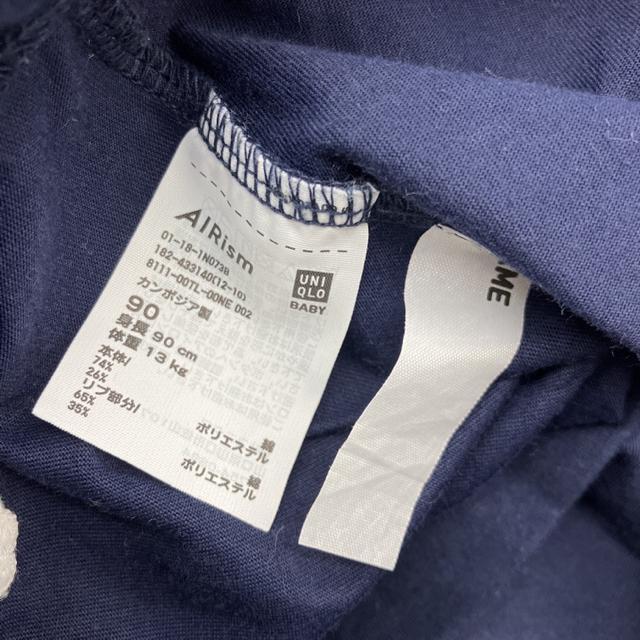 AIRism
01-18-1N073B
182-433140(12-10)
8111-00TL-00NE D02
カンボジア製
UNI
QLO
BABY
90
身長 90 cm
体重 13 kg
本体/
74% 綿
26% ポリエステル
リブ部分/
65% 綿
35% ポリエステル
ME